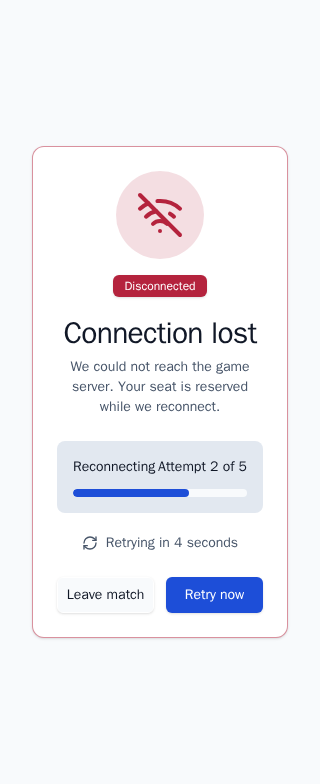 Disconnected
Connection lost
We could not reach the game
server. Your seat is reserved
while we reconnect.
Reconnecting Attempt 2 of 5
Retrying in 4 seconds
Leave match
Retry now